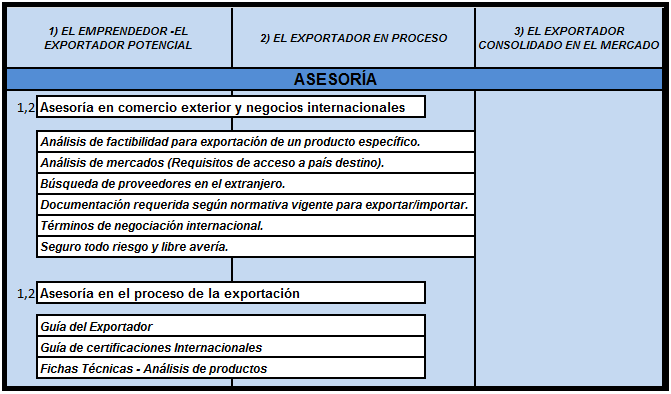 1) EL EMPRENDEDOR -EL
EXPORTADOR POTENCIAL
2) EL EXPORTADOR EN PROCESO
3) EL EXPORTADOR
CONSOLIDADO EN EL MERCADO
ASESORÍA
1,2 Asesoría en comercio exterior y negocios internacionales
Análisis de factibilidad para exportación de un producto específico.
Análisis de mercados (Requisitos de acceso a país destino).
Búsqueda de proveedores en el extranjero.
Documentación requerida según normativa vigente para exportar/importar.
Términos de negociación internacional.
Seguro todo riesgo y libre avería.
1,2 Asesoría en el proceso de la exportación
Guía del Exportador
Guía de certificaciones Internacionales
Fichas Técnicas - Análisis de productos